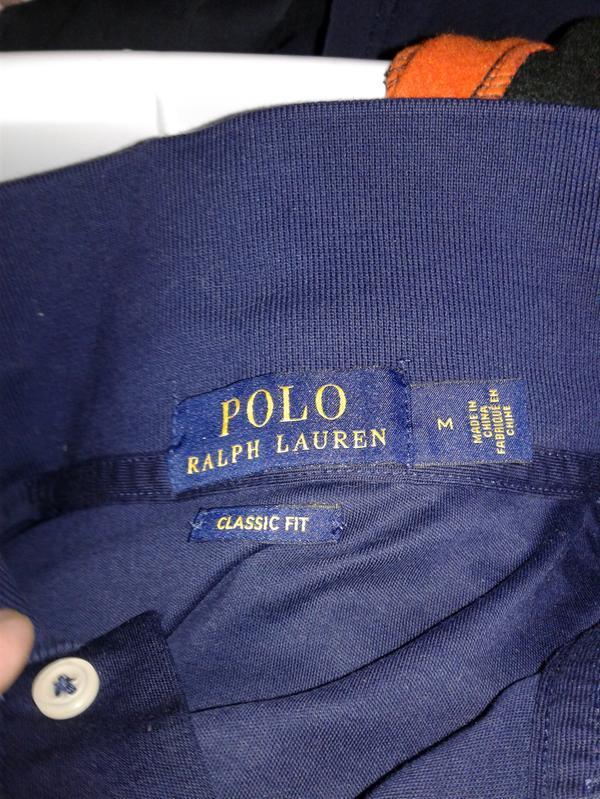 POLO
RALPH LAUREN
M
MADE IN
CHINA
FABRIQUÉ EN
CHINE
CLASSIC FIT